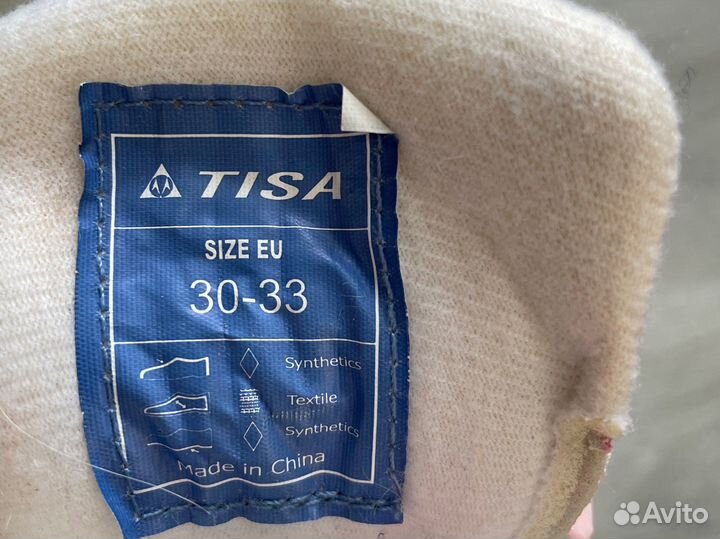 TISA
SIZE EU
30-33
Synthetics
Textile
Synthetics
Made in China
Avito